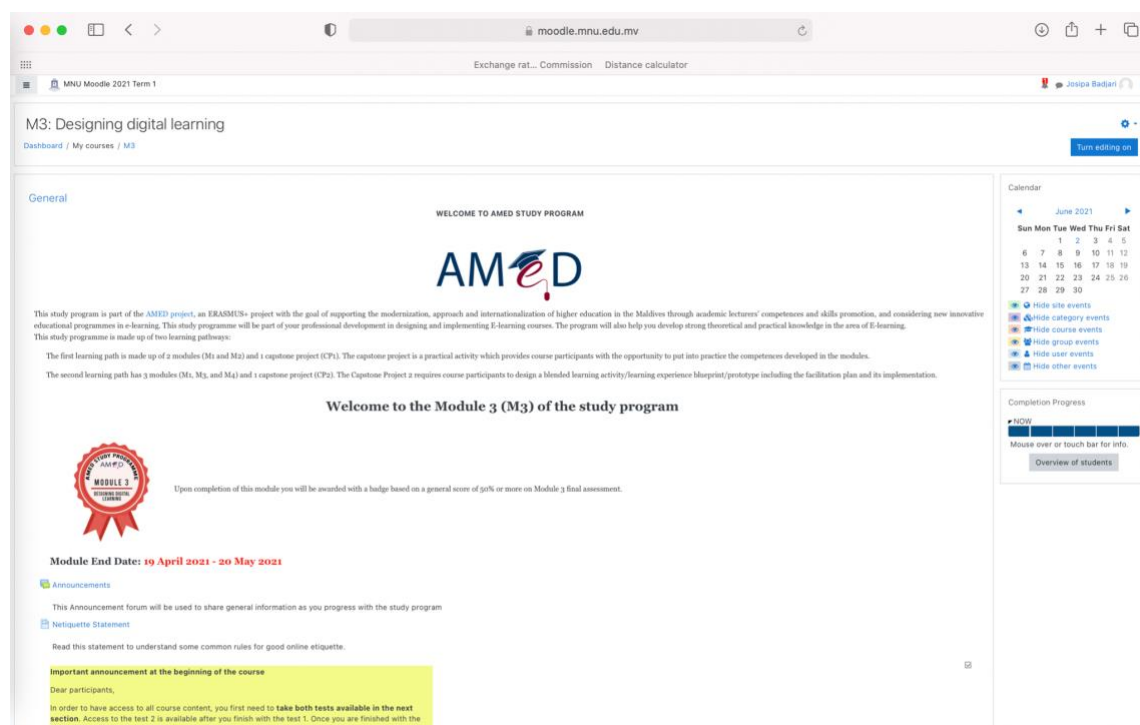 moodle.mnu.edu.mv
Exchange rat... Commission Distance calculator
MNU Moodle 2021 Term 1
Josipa Badjari
M3: Designing digital learning
Dashboard / My courses / M3
Turn editing on
General
WELCOME TO AMED STUDY PROGRAM
AMeD
This study program is part of the AMED project, an ERASMUS+ project with the goal of supporting the modernization, approach and internationalization of higher education in the Maldives through academic lecturers' competences and skills promotion, and considering new innovative
educational programmes in e-learning. This study programme will be part of your professional development in designing and implementing E-learning courses. The program will also help you develop strong theoretical and practical knowledge in the area of E-learning.
This study programme is made up of two learning pathways:
The first learning path is made up of 2 modules (M1 and M2) and 1 capstone project (CP1). The capstone project is a practical activity which provides course participants with the opportunity to put into practice the competences developed in the modules.
The second learning path has 3 modules (M1, M3, and M4) and 1 capstone project (CP2). The Capstone Project 2 requires course participants to design a blended learning activity/learning experience blueprint/prototype including the facilitation plan and its implementation.
Welcome to the Module 3 (M3) of the study program
AMED STUDY PROGRAMME
AMeD
MODULE 3
DESIGNING DIGITAL
LEARNING
Upon completion of this module you will be awarded with a badge based on a general score of 50% or more on Module 3 final assessment.
Module End Date: 19 April 2021 - 20 May 2021
Announcements
This Announcement forum will be used to share general information as you progress with the study program
Netiquette Statement
Read this statement to understand some common rules for good online etiquette.
Important announcement at the beginning of the course
Dear participants,
In order to have access to all course content, you first need to take both tests available in the next
section. Access to the test 2 is available after you finish with the test 1. Once you are finished with the
Calendar
June 2021
Sun Mon Tue Wed Thu Fri Sat
1 2 3 4 5
6 7 8 9 10 11 12
13 14 15 16 17 18 19
20 21 22 23 24 25 26
27 28 29 30
Hide site events
Hide category events
Hide course events
Hide group events
Hide user events
Hide other events
Completion Progress
NOW
Mouse over or touch bar for info.
Overview of students